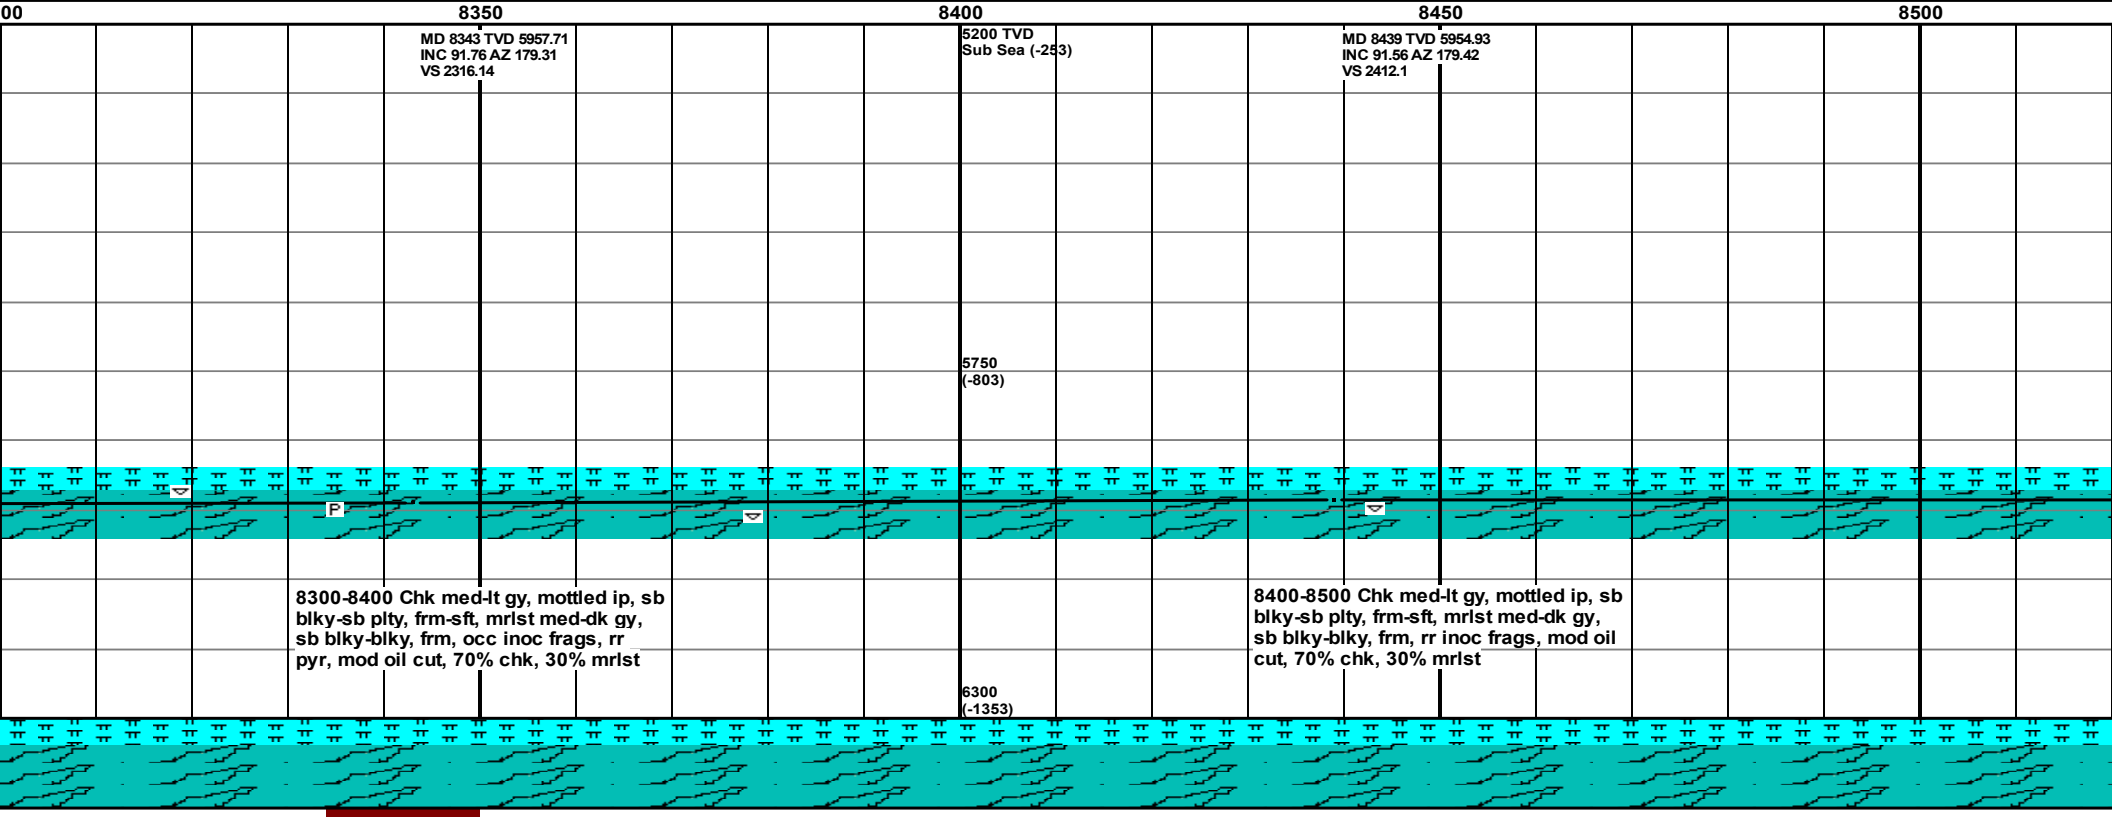 00 8350 8400 8450 8500
MD 8343 TVD 5957.71
INC 91.76 AZ 179.31
VS 2316.14
5200 TVD
Sub Sea (-253)
MD 8439 TVD 5954.93
INC 91.56 AZ 179.42
VS 2412.1
5750
(-803)
P
8300-8400 Chk med-lt gy, mottled ip, sb
blky-sb plty, frm-sft, mrlst med-dk gy,
sb blky-blky, frm, occ inoc frags, rr
pyr, mod oil cut, 70% chk, 30% mrlst
8400-8500 Chk med-lt gy, mottled ip, sb
blky-sb plty, frm-sft, mrlst med-dk gy,
sb blky-blky, frm, rr inoc frags, mod oil
cut, 70% chk, 30% mrlst
6300
(-1353)